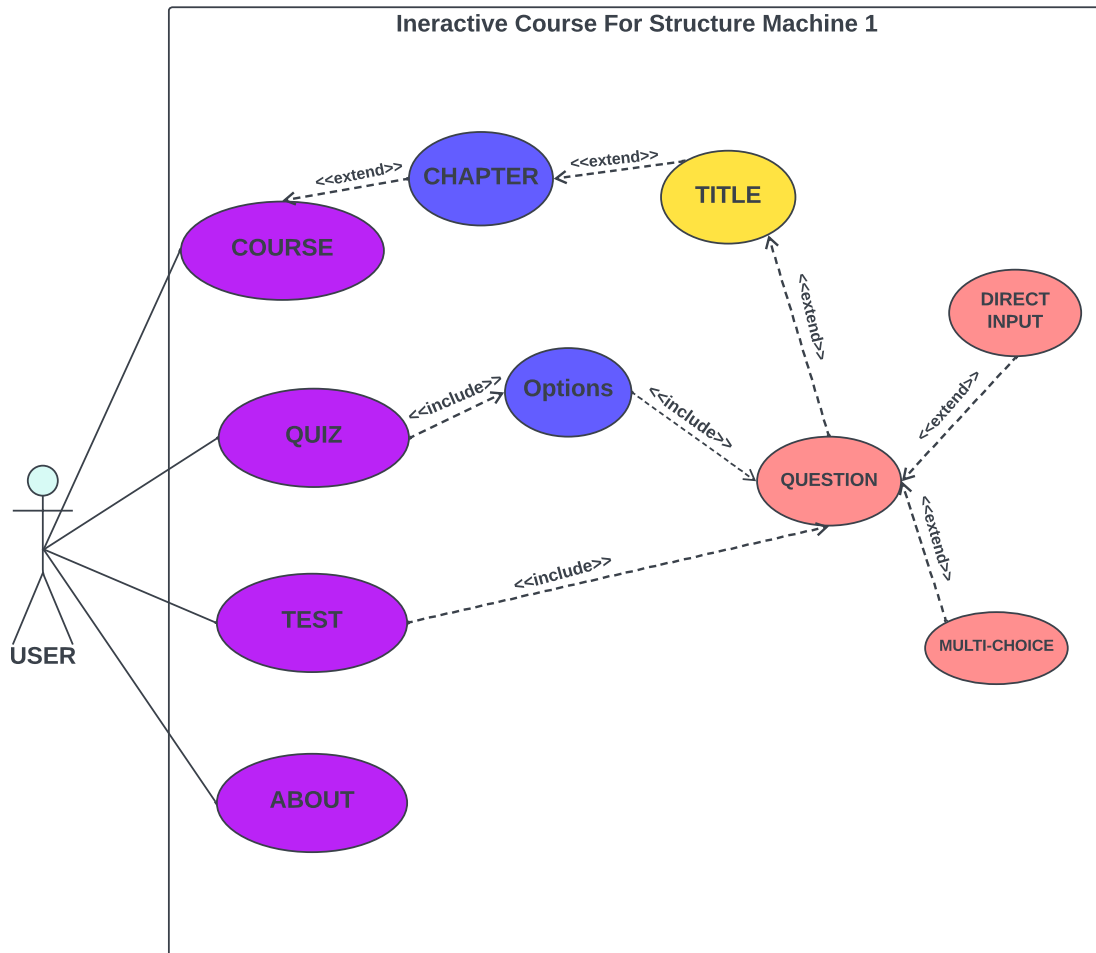 Ineractive Course For Structure Machine 1
<<extend>>
CHAPTER
<<extend>>
TITLE
COURSE
<<extend>>
DIRECT
INPUT
QUIZ
<<include>>
Options
<<include>>
<<extend>>
QUESTION
<<extend>>
TEST
<<include>>
MULTI-CHOICE
USER
ABOUT